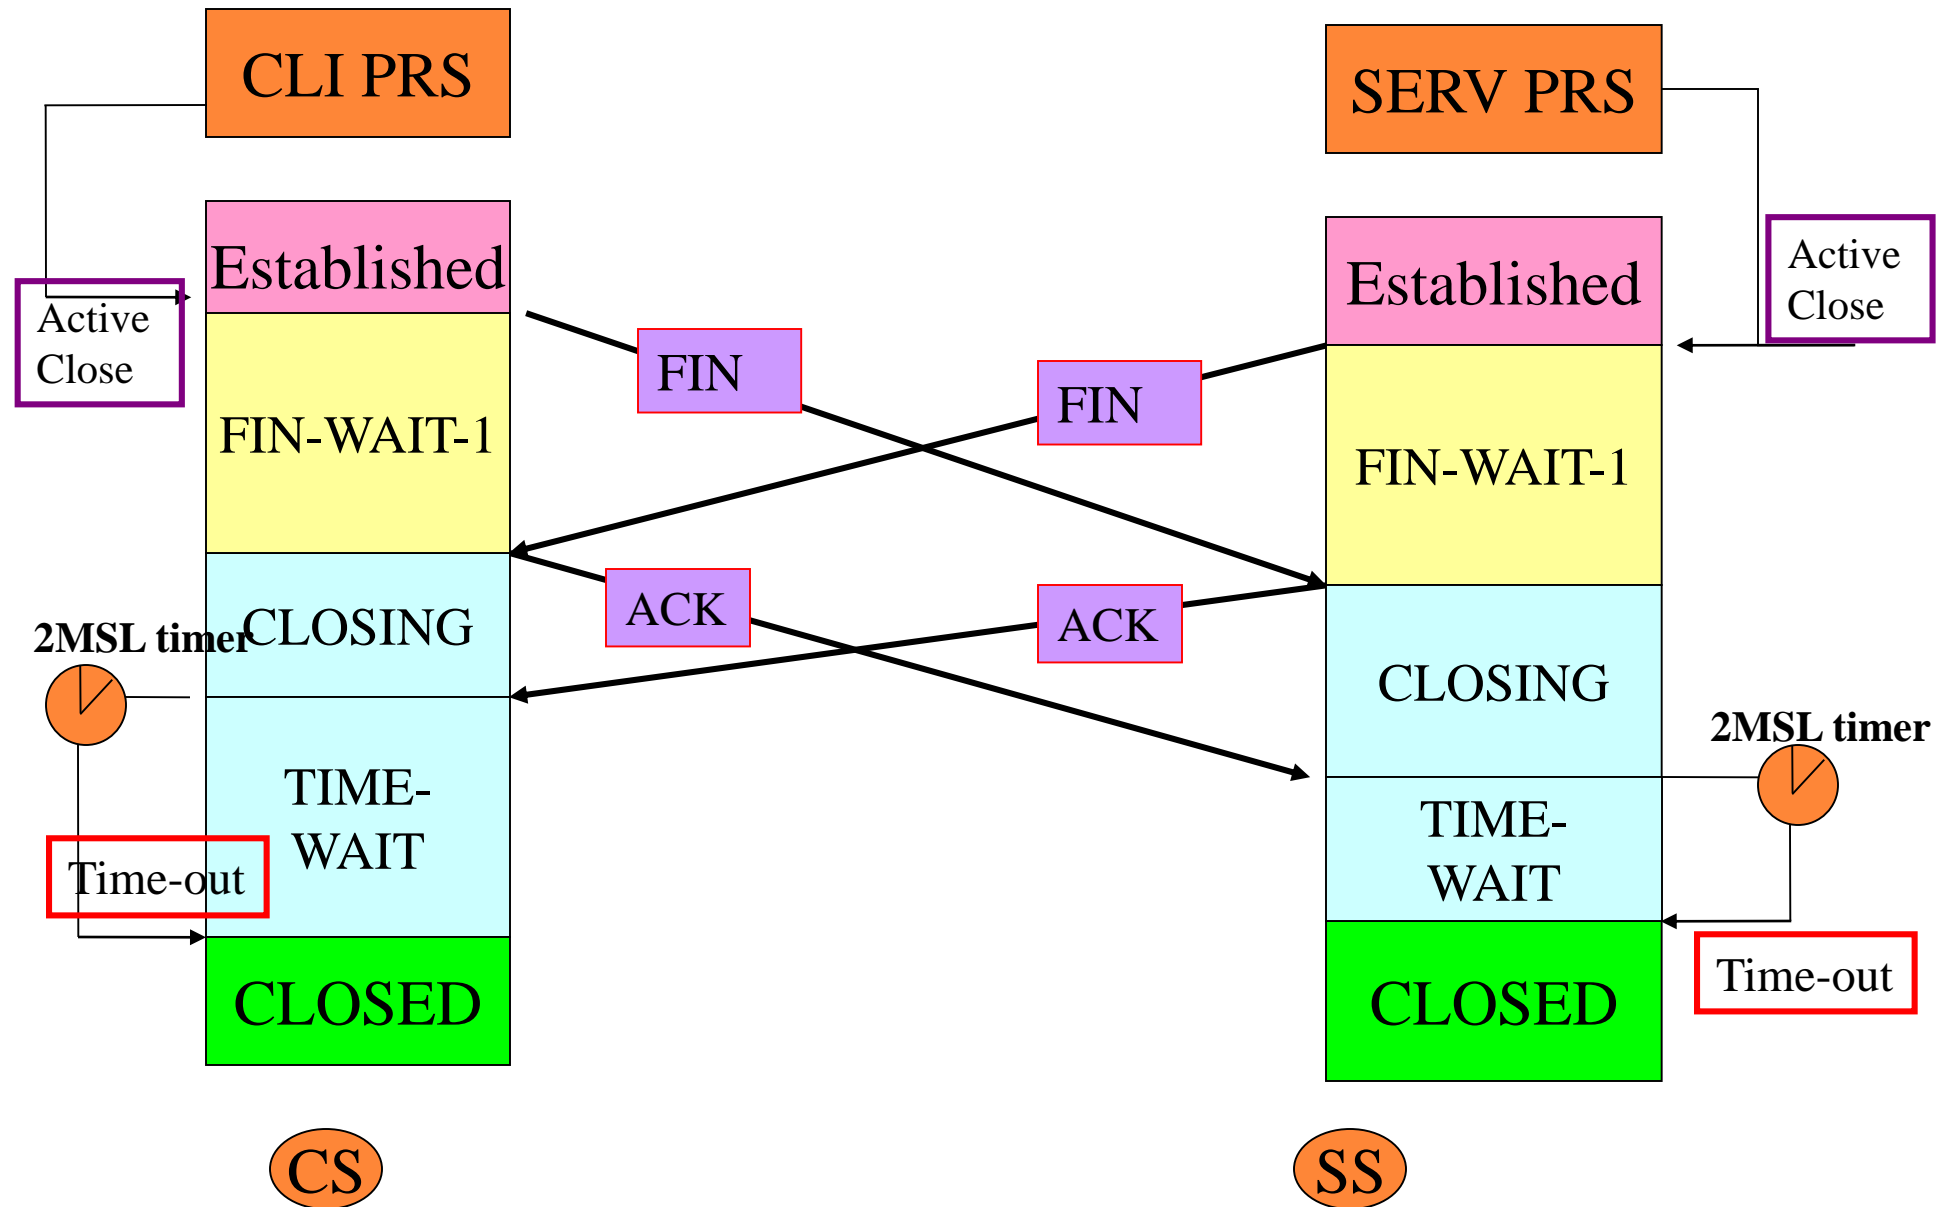 CLI PRS
SERV PRS
Established
Established
Active
Close
Active
Close
FIN
FIN
FIN-WAIT-1
FIN-WAIT-1
ACK
ACK
2MSL timer
CLOSING
CLOSING
2MSL timer
TIME-
WAIT
TIME-
WAIT
Time-out
Time-out
CLOSED
CLOSED
CS
SS